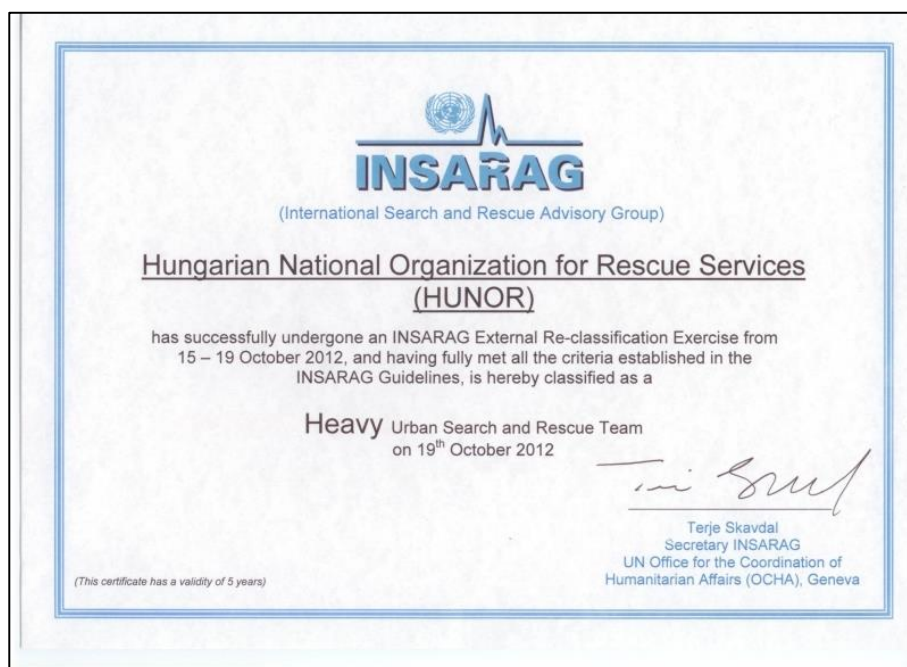 INSARAG
(International Search and Rescue Advisory Group)
Hungarian National Organization for Rescue Services
(HUNOR)
has successfully undergone an INSARAG External Re-classification Exercise from
15 – 19 October 2012, and having fully met all the criteria established in the
INSARAG Guidelines, is hereby classified as a
Heavy Urban Search and Rescue Team
on 19th October 2012
Terje Skavdal
Secretary INSARAG
UN Office for the Coordination of
Humanitarian Affairs (OCHA), Geneva
(This certificate has a validity of 5 years)